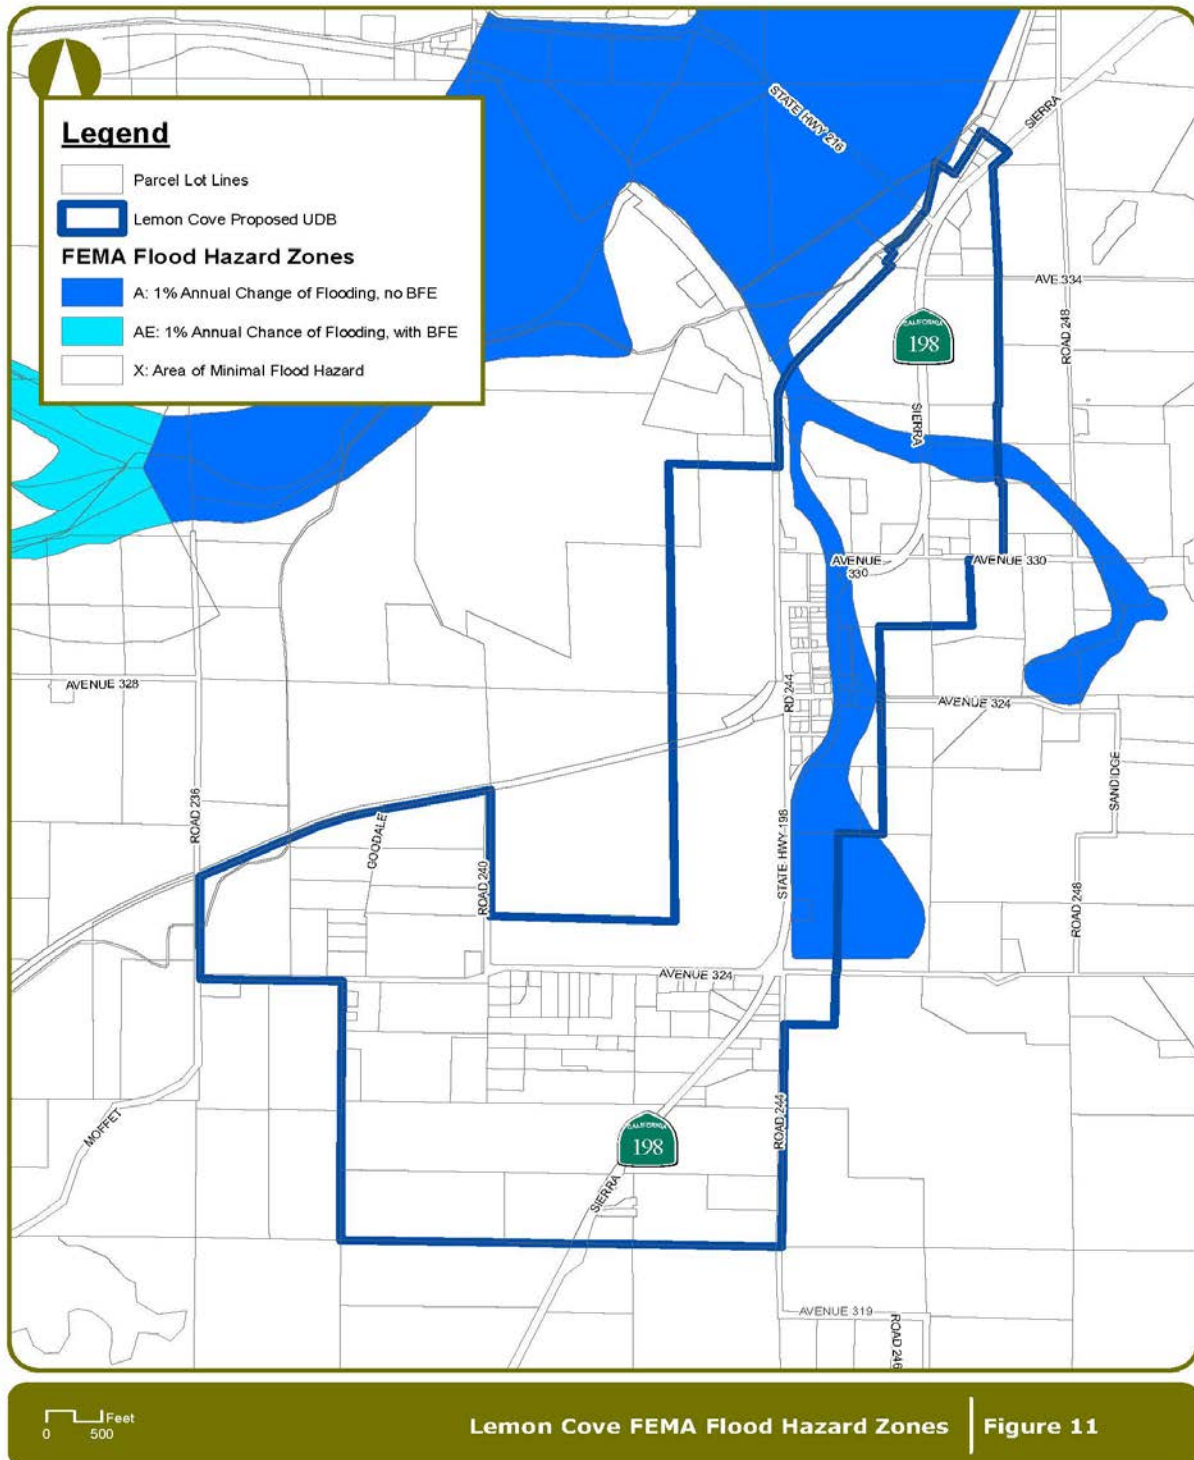 Legend
Parcel Lot Lines
Lemon Cove Proposed UDB
FEMA Flood Hazard Zones
A: 1% Annual Change of Flooding, no BFE
AE: 1% Annual Chance of Flooding, with BFE
X: Area of Minimal Flood Hazard
STATE HWY 216
SIERRA
AVE 334
ROAD 248
CALIFORNIA
198
SIERRA
AVENUE
330
AVENUE 330
AVENUE 328
RD 244
AVENUE 324
SANDIDGE
ROAD 236
GOODALE
ROAD 240
STATE HWY 198
ROAD 248
AVENUE 324
MOFFET
ROAD 244
CALIFORNIA
198
SIERRA
AVENUE 319
ROAD 246
Feet
0 500
Lemon Cove FEMA Flood Hazard Zones
Figure 11